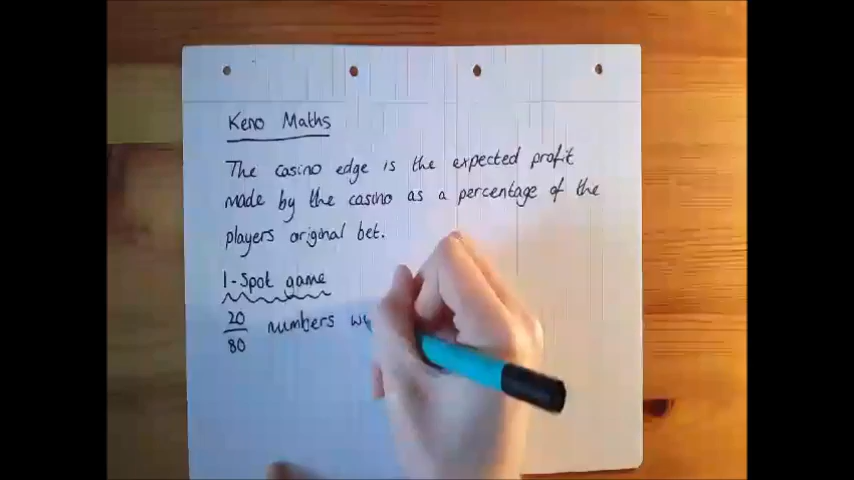 Keno Maths
The casino edge is the expected profit
made by the casino as a percentage of the
players original bet.
1-Spot game
20
80 numbers